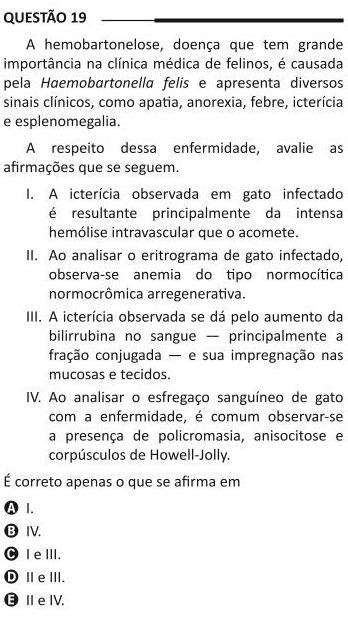 QUESTÃO 19
A hemobartonelose, doença que tem grande
importância na clínica médica de felinos, é causada
pela Haemobartonella felis e apresenta diversos
sinais clínicos, como apatia, anorexia, febre, icterícia
e esplenomegalia.
A respeito dessa enfermidade, avalie as
afirmações que se seguem.
I. A icterícia observada em gato infectado
é resultante principalmente da intensa
hemólise intravascular que o acomete.
II. Ao analisar o eritrograma de gato infectado,
observa-se anemia do tipo normocítica
normocrômica arregenerativa.
III. A icterícia observada se dá pelo aumento da
bilirrubina no sangue — principalmente a
fração conjugada — e sua impregnação nas
mucosas e tecidos.
IV. Ao analisar o esfregaço sanguíneo de gato
com a enfermidade, é comum observar-se
a presença de policromasia, anisocitose e
corpúsculos de Howell-Jolly.
É correto apenas o que se afirma em
A I.
B IV.
C I e III.
D II e III.
E II e IV.